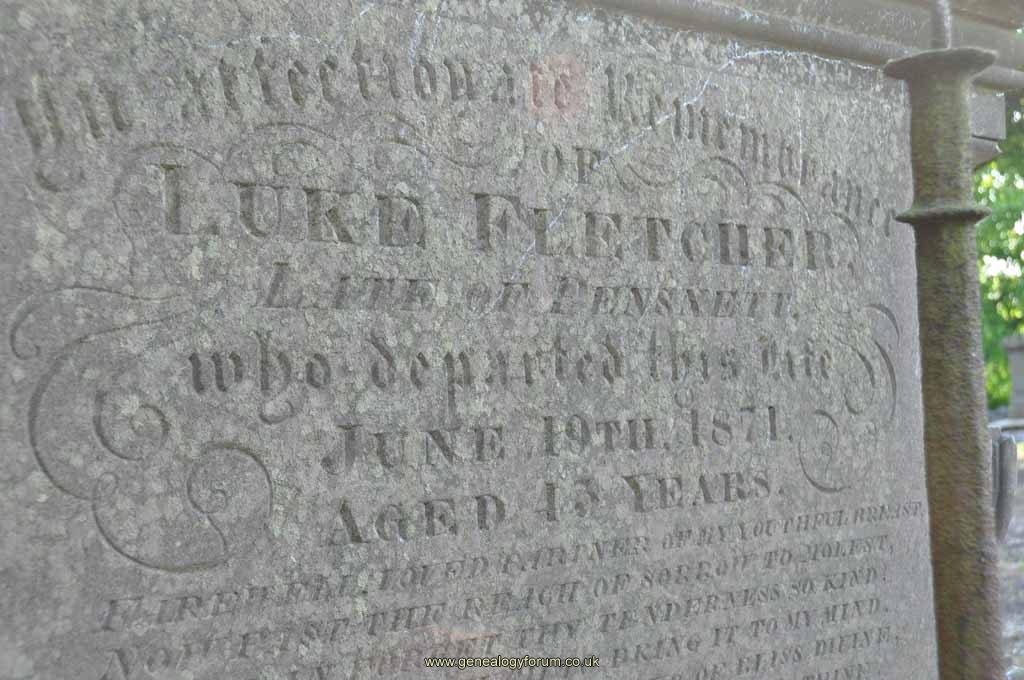 In Affectionate Remembrance
OF
LUKE FLETCHER,
LATE OF PENSNETT,
who departed this Life
JUNE 19TH, 1871,
AGED 43 YEARS.
FAREWELL, LOVED PARTNER OF MY YOUTHFUL BREAST,
THE REACH OF SORROW TO MOLEST,
FORGET THY TENDERNESS SO KIND,
BRING IT TO MY MIND,
OF BLISS DIVINE,
THINE
www.genealogyforum.co.uk